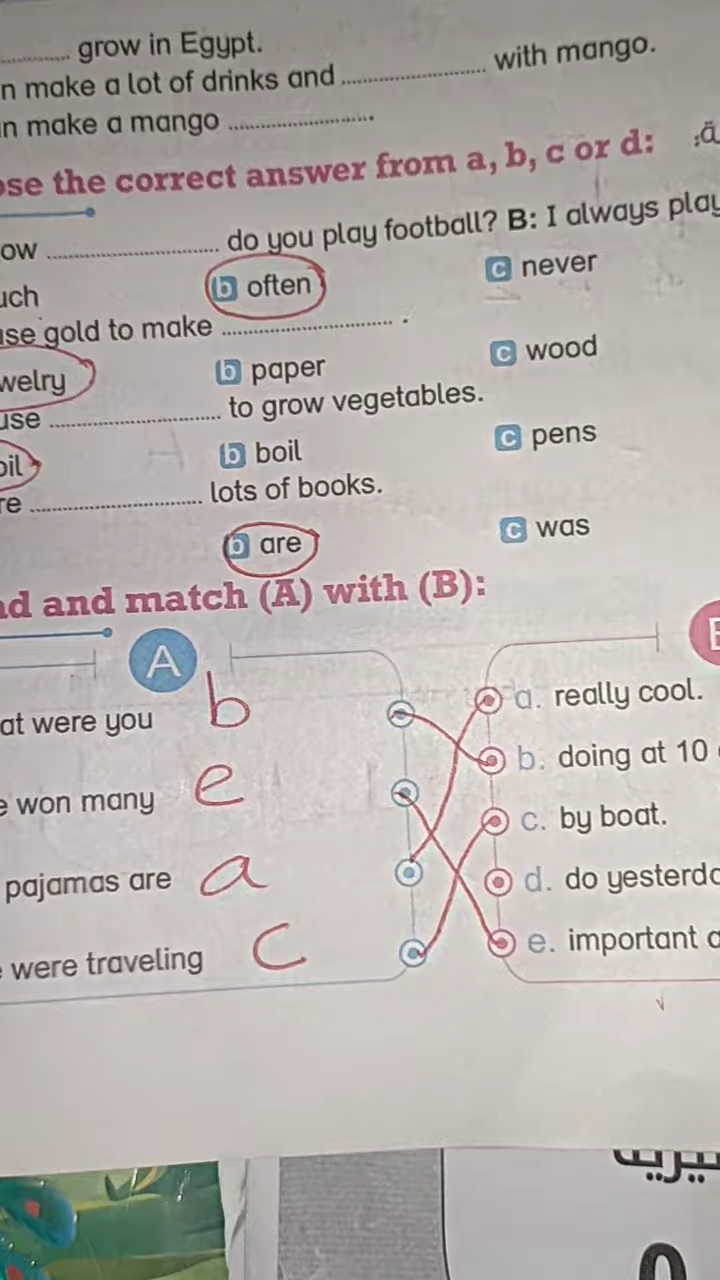 grow in Egypt.
n make a lot of drinks and .................... with mango.
n make a mango ....................
se the correct answer from a, b, c or d:
ow .................... do you play football? B: I always play
uch b often c never
use gold to make .................... .
welry b paper c wood
use .................... to grow vegetables.
oil b boil c pens
re .................... lots of books.
b are c was
d and match (A) with (B):
A
at were you b a. really cool.
e won many e b. doing at 10
pajamas are a c. by boat.
d. do yesterda
were traveling c e. important a